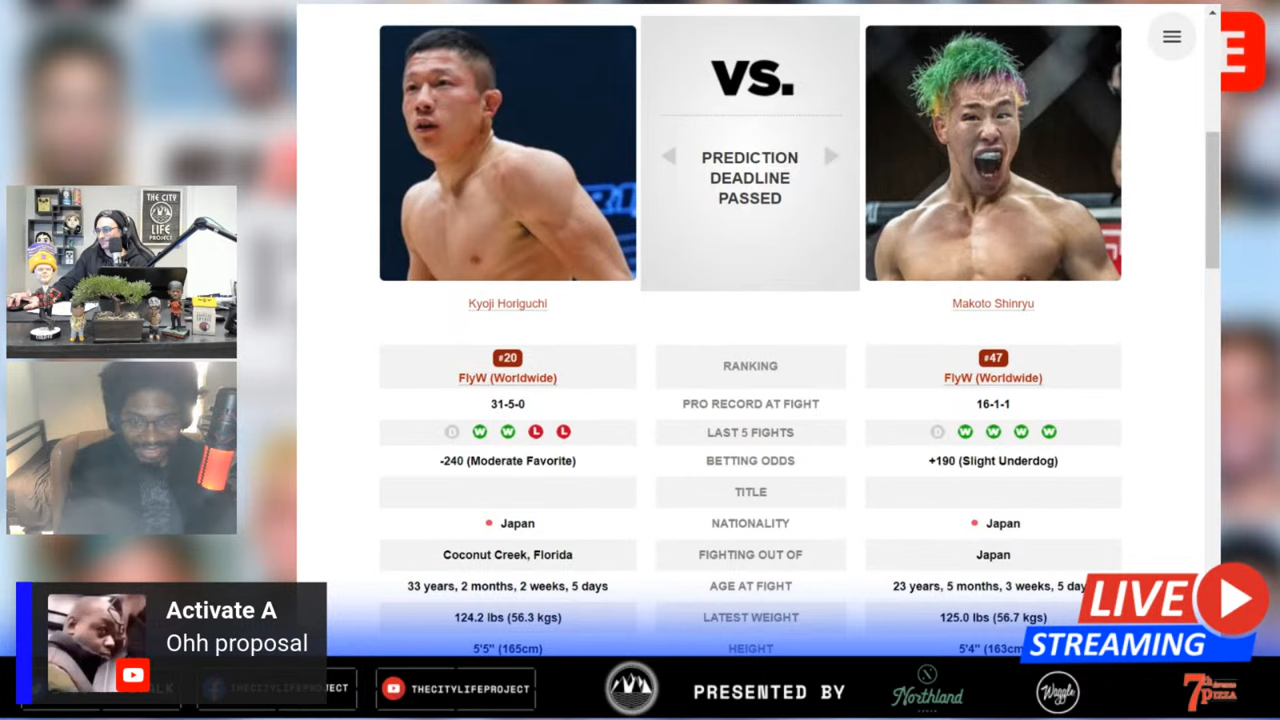 E
VS.
PREDICTION
DEADLINE
PASSED
THE CITY
LIFE
PROJECT
Kyoji Horiguchi
Makoto Shinryu
#20
RANKING
#47
FlyW (Worldwide)
FlyW (Worldwide)
31-5-0
PRO RECORD AT FIGHT
16-1-1
D W W L L
LAST 5 FIGHTS
D W W W W
-240 (Moderate Favorite)
BETTING ODDS
+190 (Slight Underdog)
TITLE
Japan
NATIONALITY
Japan
Coconut Creek, Florida
FIGHTING OUT OF
Japan
33 years, 2 months, 2 weeks, 5 days
AGE AT FIGHT
23 years, 5 months, 3 weeks, 5 day
124.2 lbs (56.3 kgs)
LATEST WEIGHT
125.0 lbs (56.7 kgs)
5'5" (165cm)
HEIGHT
5'4" (163cm
Activate A
Ohh proposal
LIVE
STREAMING
THECITYLIFEPROJECT
THECITYLIFEPROJECT
PRESENTED BY
Northland
Waggle
7th
PIZZA